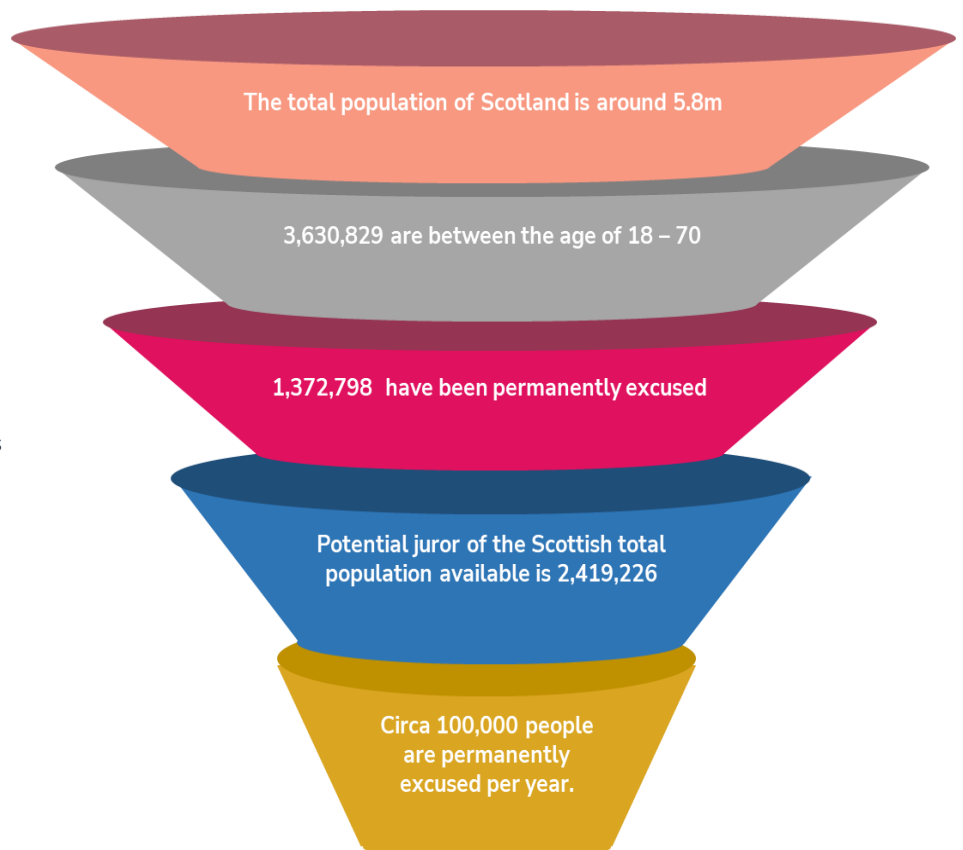 The total population of Scotland is around 5.8m
3,630,829 are between the age of 18 – 70
1,372,798 have been permanently excused
s
Potential juror of the Scottish total
population available is 2,419,226
Circa 100,000 people
are permanently
excused per year.